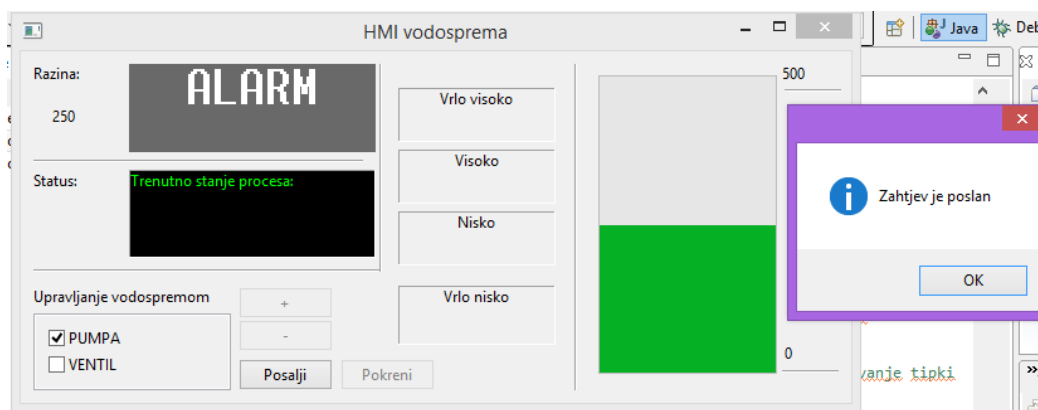 HMI vodosprema
Java
Deb
Razina:
250
ALARM
Status:
Trenutno stanje procesa:
Upravljanje vodospremom
PUMPA
VENTIL
+
-
Posalji
Pokreni
Vrlo visoko
Visoko
Nisko
Vrlo nisko
500
0
Zahtjev je poslan
OK
vanje tipki